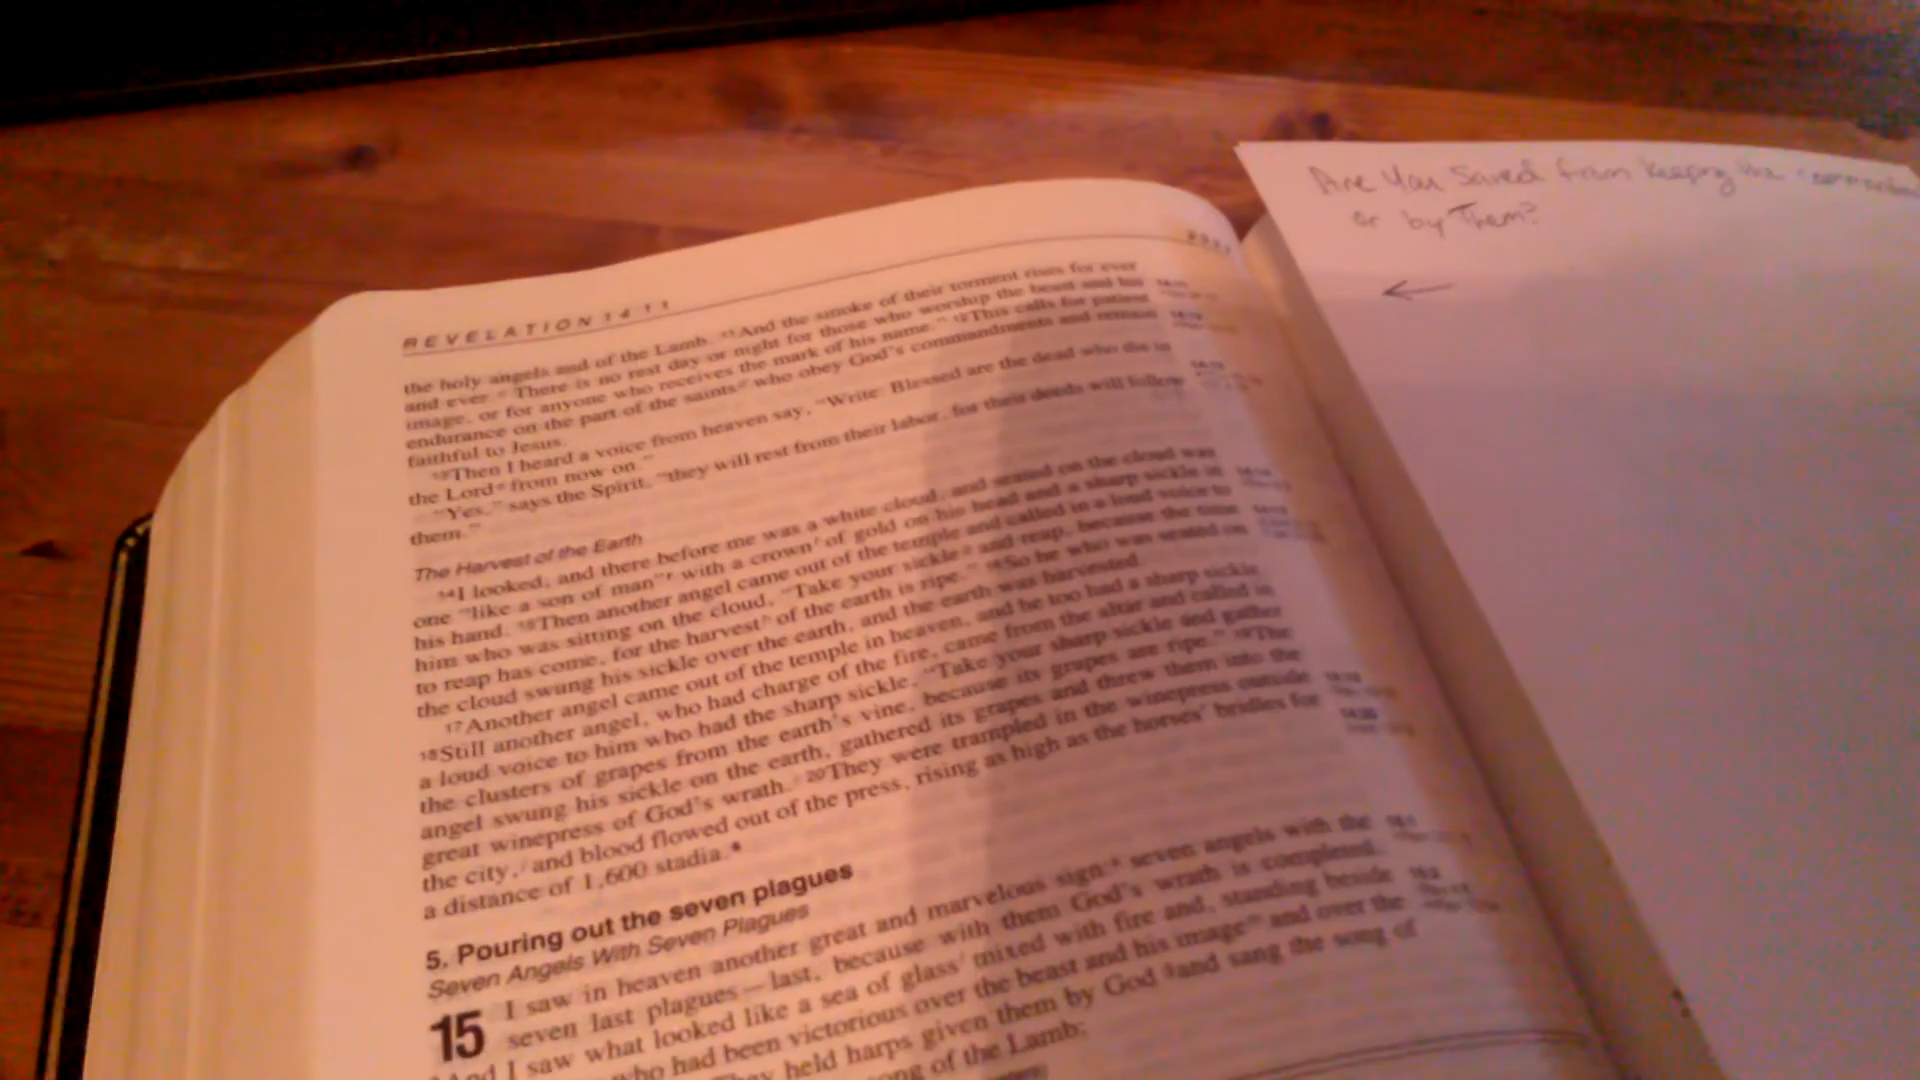 REVELATION 14 11
the holy angels and of the Lamb. 11And the smoke of their torment rises for ever
and ever. There is no rest day or night for those who worship the beast and his
image, or for anyone who receives the mark of his name." 12This calls for patient
endurance on the part of the saints who obey God's commandments and remain
faithful to Jesus.
13Then I heard a voice from heaven say, "Write: Blessed are the dead who die in
the Lord from now on."
"Yes," says the Spirit, "they will rest from their labor, for their deeds will follow
them."
The Harvest of the Earth
14I looked, and there before me was a white cloud, and seated on the cloud was
one "like a son of man" with a crown of gold on his head and a sharp sickle in
his hand. 15Then another angel came out of the temple and called in a loud voice to
him who was sitting on the cloud, "Take your sickle and reap, because the time
to reap has come, for the harvest of the earth is ripe." 16So he who was seated on
the cloud swung his sickle over the earth, and the earth was harvested.
17Another angel came out of the temple in heaven, and he too had a sharp sickle.
18Still another angel, who had charge of the fire, came from the altar and called in
a loud voice to him who had the sharp sickle, "Take your sharp sickle and gather
the clusters of grapes from the earth's vine, because its grapes are ripe." 19The
angel swung his sickle on the earth, gathered its grapes and threw them into the
great winepress of God's wrath. 20They were trampled in the winepress outside
the city, and blood flowed out of the press, rising as high as the horses' bridles for
a distance of 1,600 stadia.
5. Pouring out the seven plagues
Seven Angels With Seven Plagues
15 I saw in heaven another great and marvelous sign: seven angels with the
seven last plagues—last, because with them God's wrath is completed.
And I saw what looked like a sea of glass mixed with fire and, standing beside
who had been victorious over the beast and his image and over the
They held harps given them by God 3and sang the song of
song of the Lamb:
Are You Saved from keeping the
or by Them?